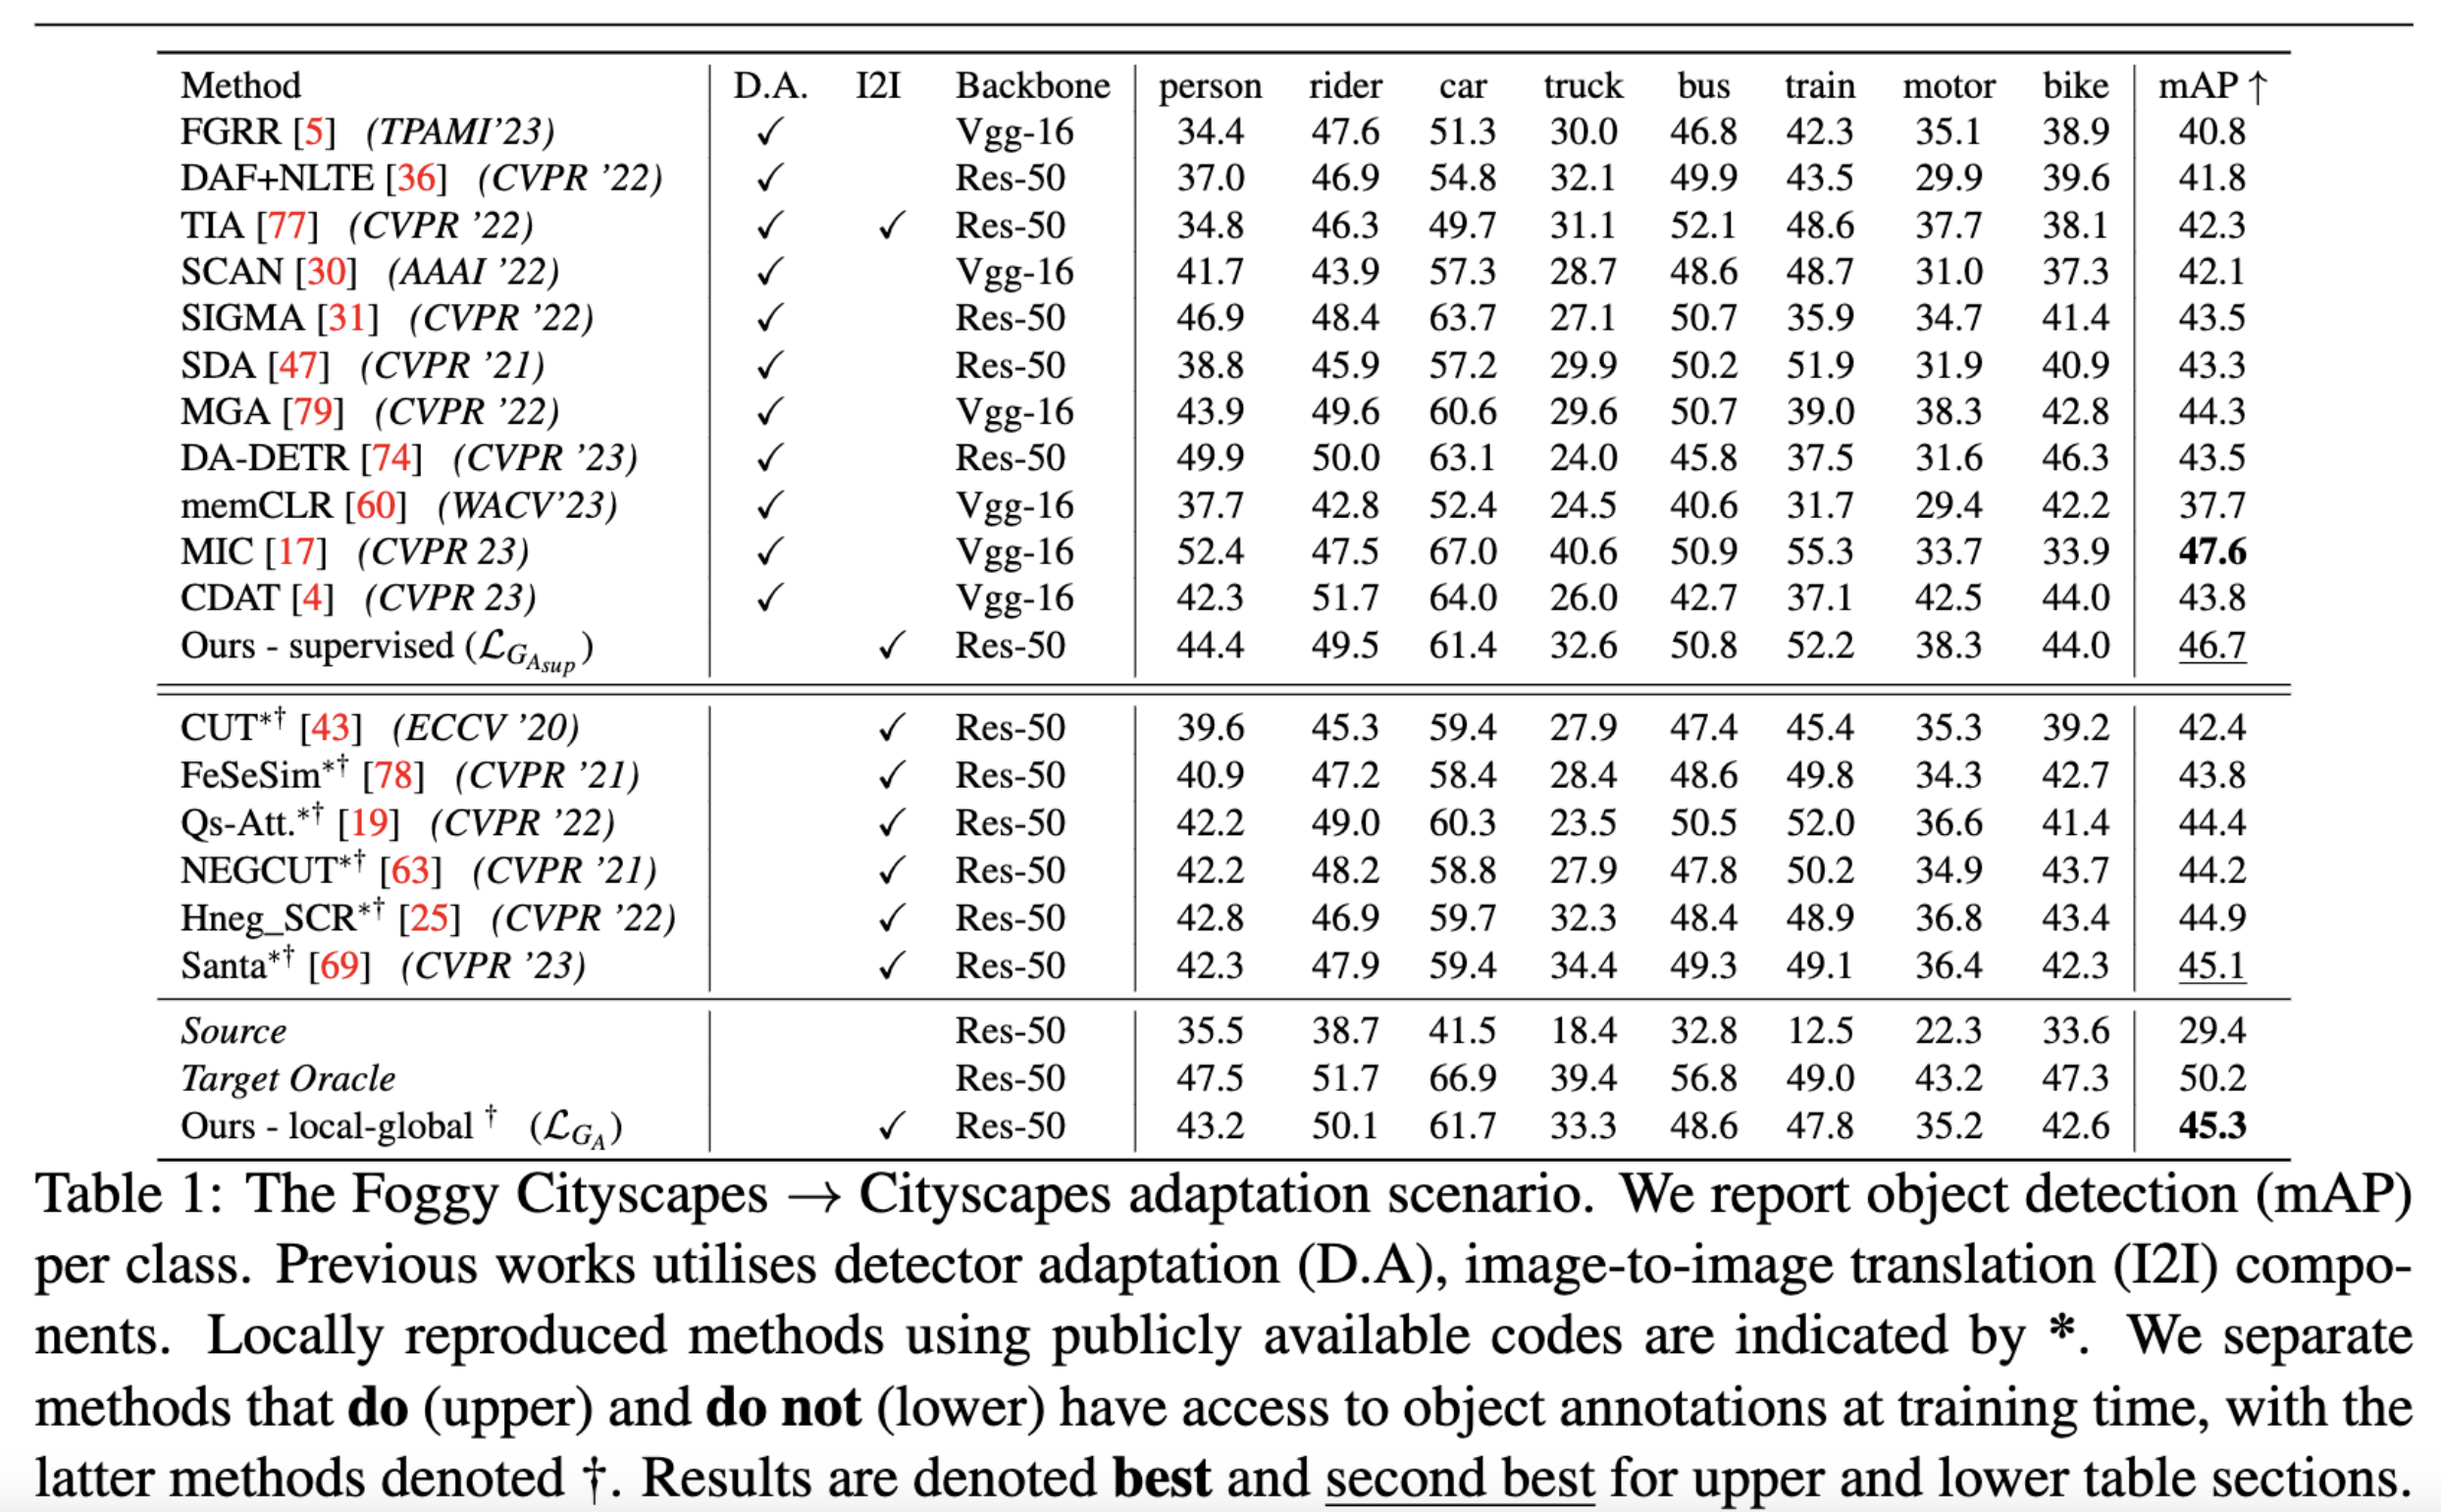 Method D.A. I2I Backbone person rider car truck bus train motor bike mAP ↑
FGRR [5] (TPAMI’23) ✓ Vgg-16 34.4 47.6 51.3 30.0 46.8 42.3 35.1 38.9 40.8
DAF+NLTE [36] (CVPR ’22) ✓ Res-50 37.0 46.9 54.8 32.1 49.9 43.5 29.9 39.6 41.8
TIA [77] (CVPR ’22) ✓ ✓ Res-50 34.8 46.3 49.7 31.1 52.1 48.6 37.7 38.1 42.3
SCAN [30] (AAAI ’22) ✓ Vgg-16 41.7 43.9 57.3 28.7 48.6 48.7 31.0 37.3 42.1
SIGMA [31] (CVPR ’22) ✓ Res-50 46.9 48.4 63.7 27.1 50.7 35.9 34.7 41.4 43.5
SDA [47] (CVPR ’21) ✓ Res-50 38.8 45.9 57.2 29.9 50.2 51.9 31.9 40.9 43.3
MGA [79] (CVPR ’22) ✓ Vgg-16 43.9 49.6 60.6 29.6 50.7 39.0 38.3 42.8 44.3
DA-DETR [74] (CVPR ’23) ✓ Res-50 49.9 50.0 63.1 24.0 45.8 37.5 31.6 46.3 43.5
memCLR [60] (WACV’23) ✓ Vgg-16 37.7 42.8 52.4 24.5 40.6 31.7 29.4 42.2 37.7
MIC [17] (CVPR 23) ✓ Vgg-16 52.4 47.5 67.0 40.6 50.9 55.3 33.7 33.9 47.6
CDAT [4] (CVPR 23) ✓ Vgg-16 42.3 51.7 64.0 26.0 42.7 37.1 42.5 44.0 43.8
Ours - supervised (ℒ_{G_{Asup}}) ✓ Res-50 44.4 49.5 61.4 32.6 50.8 52.2 38.3 44.0 46.7
CUT*† [43] (ECCV ’20) ✓ Res-50 39.6 45.3 59.4 27.9 47.4 45.4 35.3 39.2 42.4
FeSeSim*† [78] (CVPR ’21) ✓ Res-50 40.9 47.2 58.4 28.4 48.6 49.8 34.3 42.7 43.8
Qs-Att.*† [19] (CVPR ’22) ✓ Res-50 42.2 49.0 60.3 23.5 50.5 52.0 36.6 41.4 44.4
NEGCUT*† [63] (CVPR ’21) ✓ Res-50 42.2 48.2 58.8 27.9 47.8 50.2 34.9 43.7 44.2
Hneg_SCR*† [25] (CVPR ’22) ✓ Res-50 42.8 46.9 59.7 32.3 48.4 48.9 36.8 43.4 44.9
Santa*† [69] (CVPR ’23) ✓ Res-50 42.3 47.9 59.4 34.4 49.3 49.1 36.4 42.3 45.1
Source Res-50 35.5 38.7 41.5 18.4 32.8 12.5 22.3 33.6 29.4
Target Oracle Res-50 47.5 51.7 66.9 39.4 56.8 49.0 43.2 47.3 50.2
Ours - local-global † (ℒ_{G_A}) ✓ Res-50 43.2 50.1 61.7 33.3 48.6 47.8 35.2 42.6 45.3
Table 1: The Foggy Cityscapes → Cityscapes adaptation scenario. We report object detection (mAP)
per class. Previous works utilises detector adaptation (D.A), image-to-image translation (I2I) compo-
nents. Locally reproduced methods using publicly available codes are indicated by *. We separate
methods that do (upper) and do not (lower) have access to object annotations at training time, with the
latter methods denoted †. Results are denoted best and second best for upper and lower table sections.